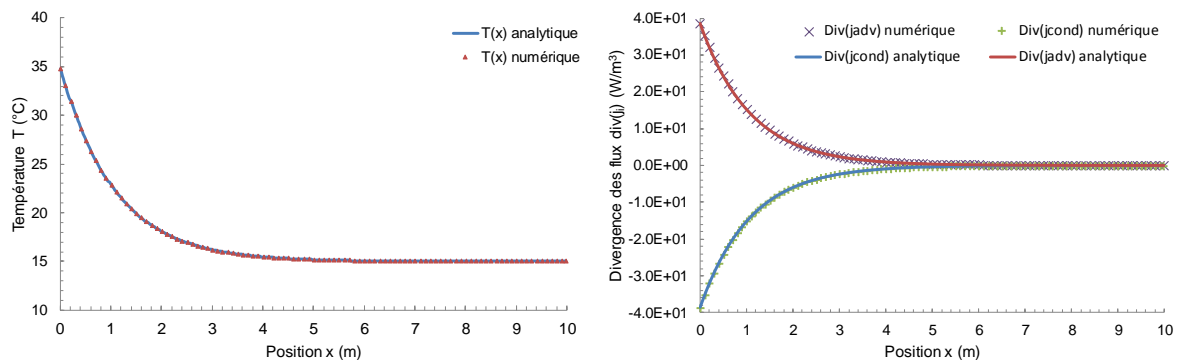 40
35
30
25
20
15
10
0 1 2 3 4 5 6 7 8 9 10
Température T (°C)
Position x (m)
T(x) analytique
T(x) numérique
4.0E+01
3.0E+01
2.0E+01
1.0E+01
0.0E+00
-1.0E+01
-2.0E+01
-3.0E+01
-4.0E+01
0 1 2 3 4 5 6 7 8 9 10
Divergence des flux div(ji) (W/m³)
Position x (m)
Div(jadv) numérique Div(jcond) numérique
Div(jcond) analytique Div(jadv) analytique